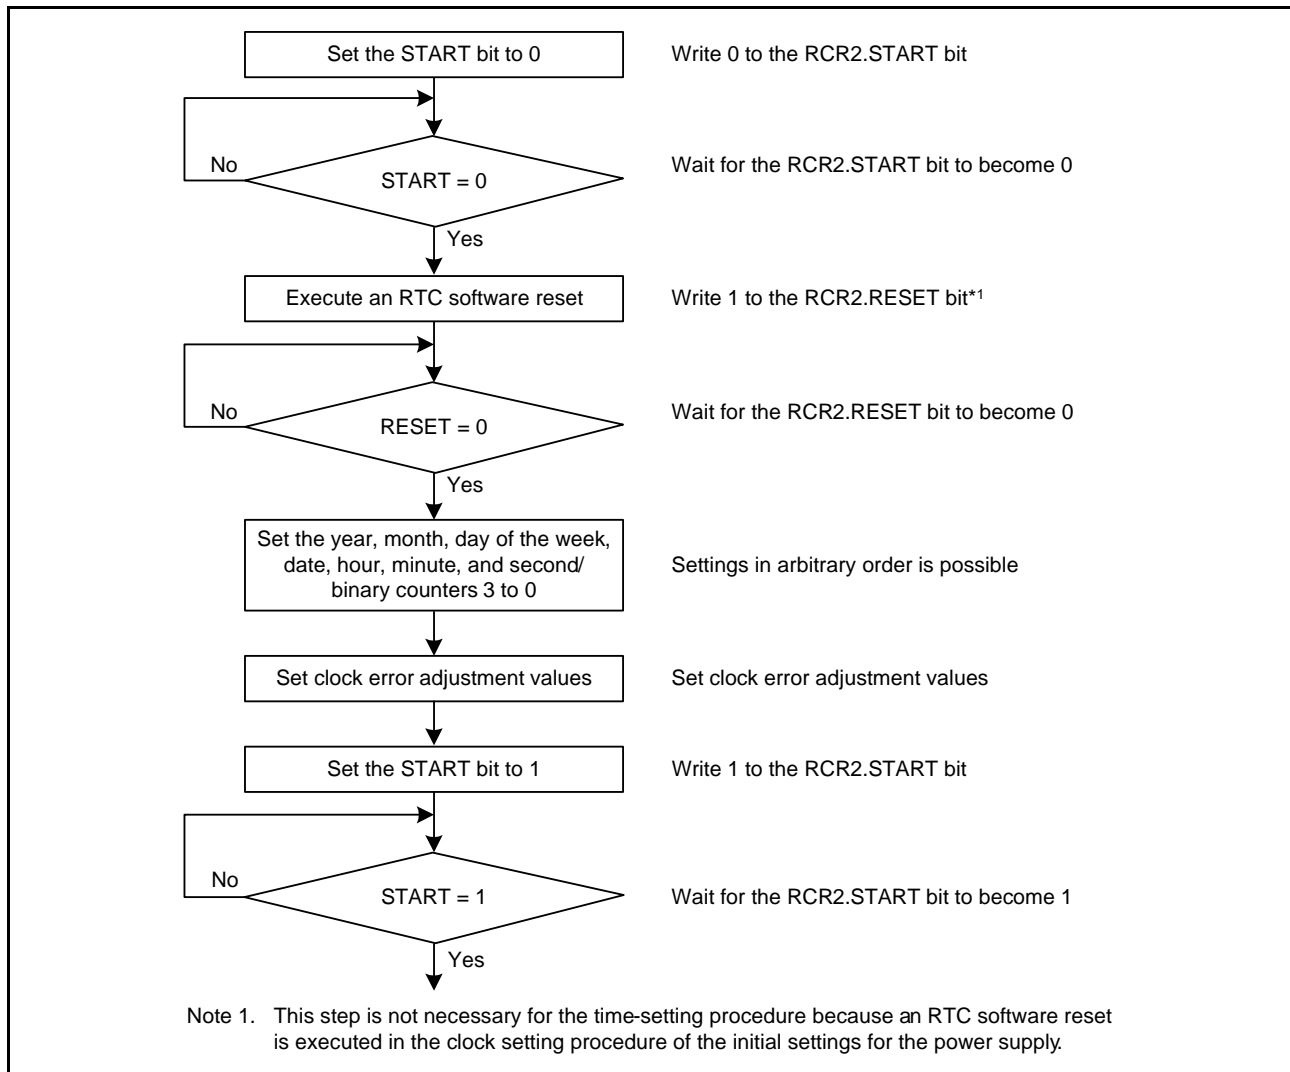 Set the START bit to 0
Write 0 to the RCR2.START bit
No
START = 0
Wait for the RCR2.START bit to become 0
Yes
Execute an RTC software reset
Write 1 to the RCR2.RESET bit*1
No
RESET = 0
Wait for the RCR2.RESET bit to become 0
Yes
Set the year, month, day of the week,
date, hour, minute, and second/
binary counters 3 to 0
Settings in arbitrary order is possible
Set clock error adjustment values
Set clock error adjustment values
Set the START bit to 1
Write 1 to the RCR2.START bit
No
START = 1
Wait for the RCR2.START bit to become 1
Yes
Note 1. This step is not necessary for the time-setting procedure because an RTC software reset
is executed in the clock setting procedure of the initial settings for the power supply.